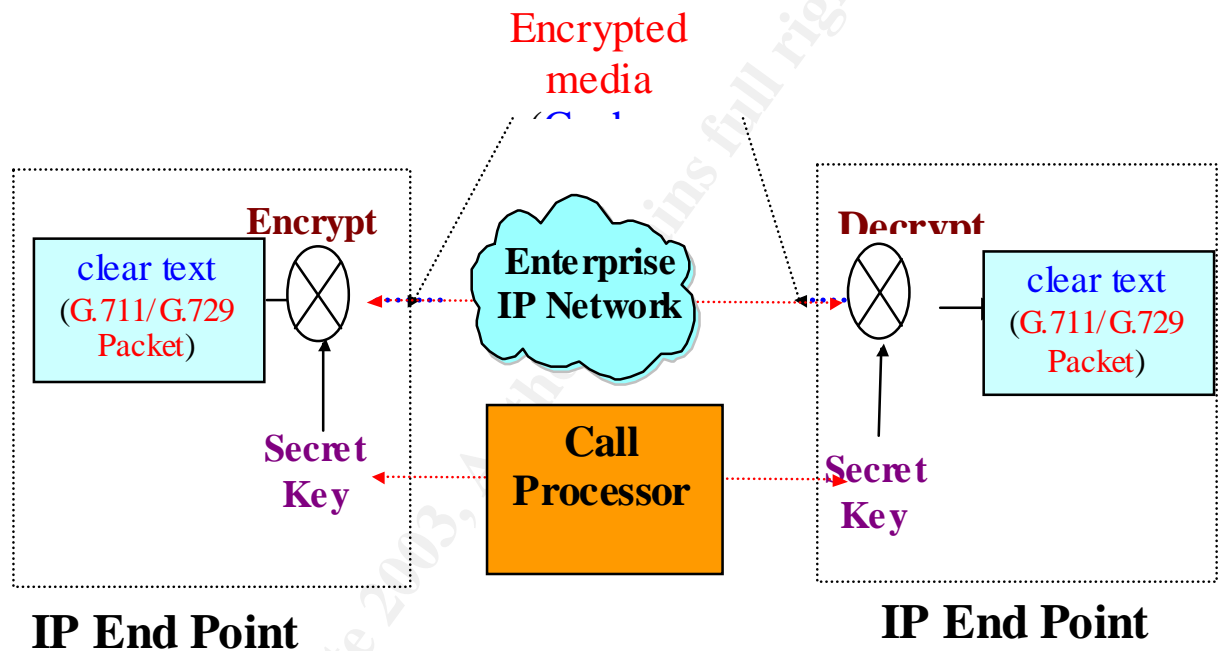 Encrypted
media
Encrypt
clear text
(G.711/G.729
Packet)
Secret
Key
Enterprise
IP Network
Call
Processor
Decrypt
clear text
(G.711/G.729
Packet)
Secret
Key
IP End Point
IP End Point